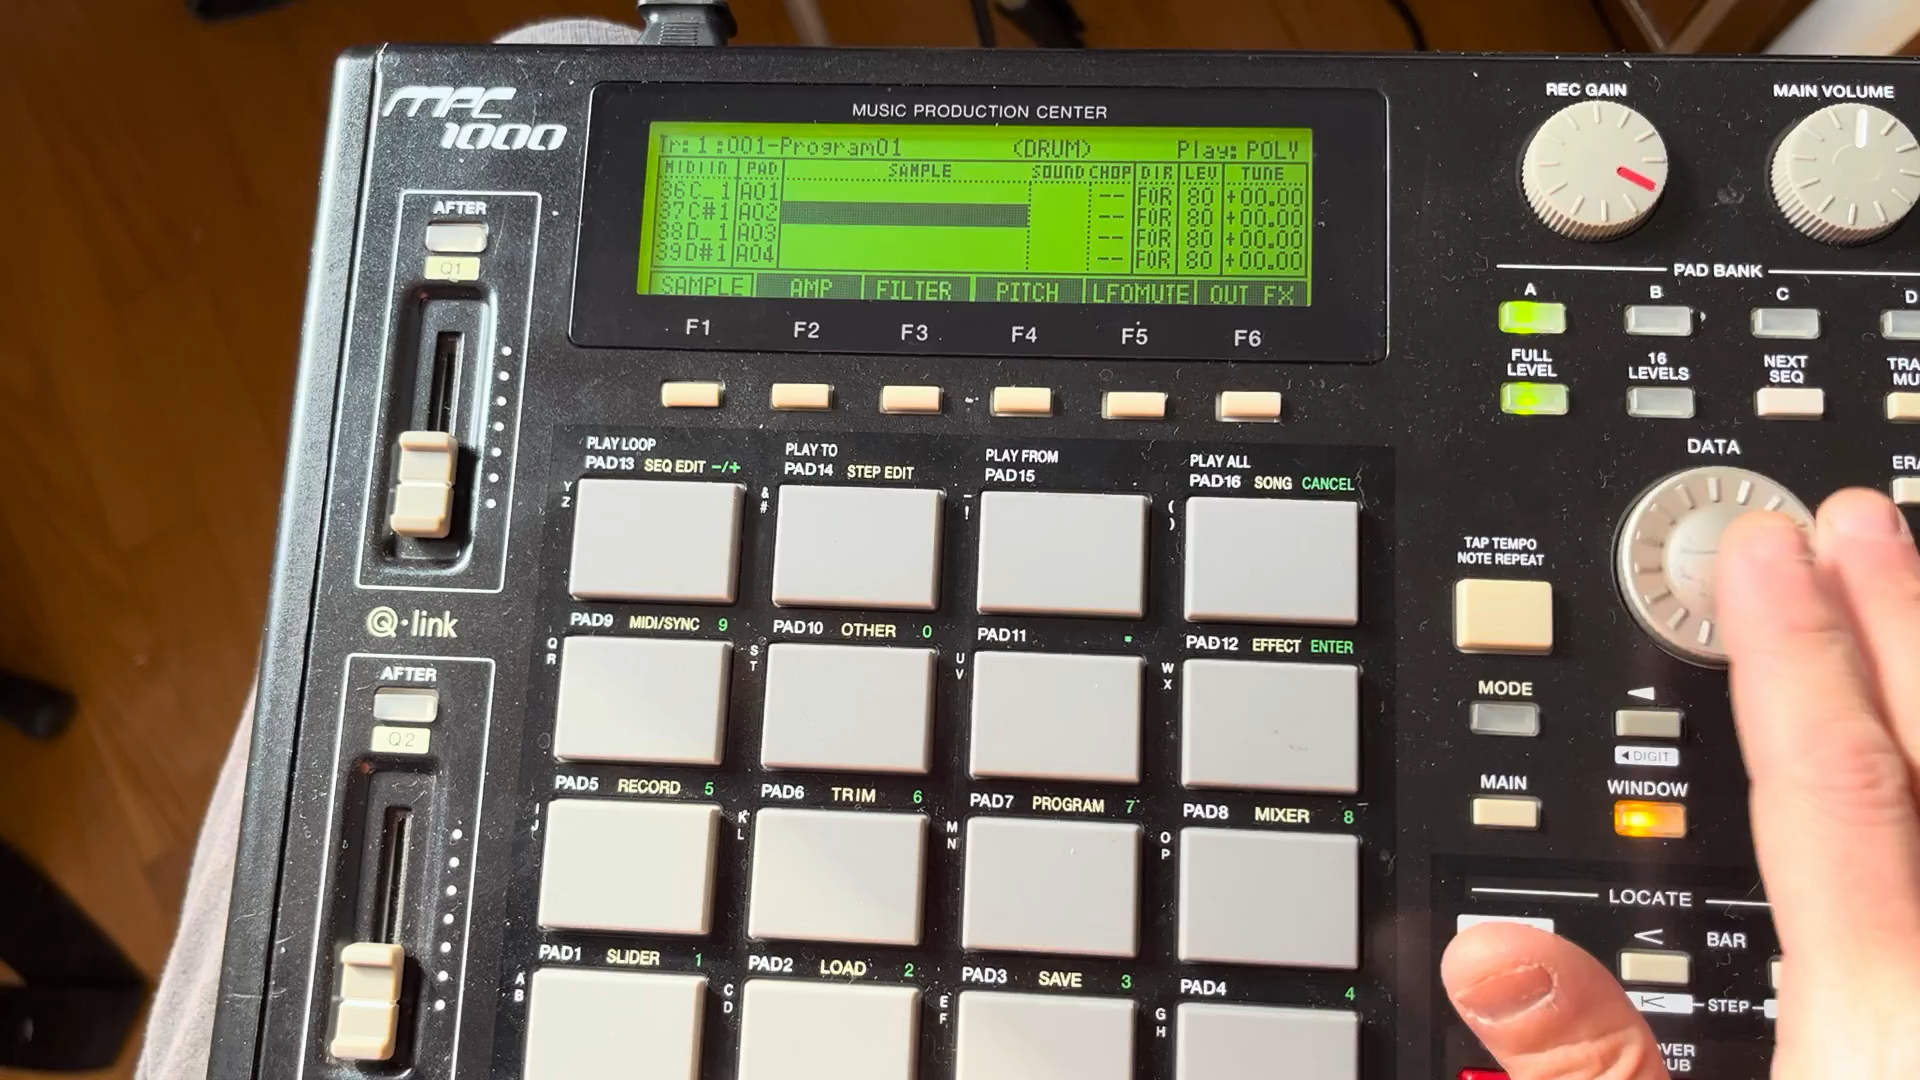 MPC
1000
MUSIC PRODUCTION CENTER
Tr: 1 :001-Program01 (DRUM) Play: POLY
MIDIIN PAD SAMPLE SOUND CHOP DIR LEV TUNE
36C_1 A01 -- FOR 80 +00.00
37C#1 A02 FOR 80 +00.00
38D_1 A03 -- FOR 80 +00.00
39D#1 A04 -- FOR 80 +00.00
SAMPLE AMP FILTER PITCH LFOMUTE OUT FX
F1 F2 F3 F4 F5 F6
REC GAIN
MAIN VOLUME
PAD BANK
A B C D
FULL
LEVEL
16
LEVELS
NEXT
SEQ
DATA
AFTER
Q1
Q-link
AFTER
Q2
PLAY LOOP
PAD13 SEQ EDIT -/+
PLAY TO
PAD14 STEP EDIT
PLAY FROM
PAD15
PLAY ALL
PAD16 SONG CANCEL
Y
Z
&
#
-
!
(
)
TAP TEMPO
NOTE REPEAT
PAD9 MIDI/SYNC 9
PAD10 OTHER 0
PAD11 .
PAD12 EFFECT ENTER
Q
R
S
T
U
V
W
X
MODE
DIGIT
MAIN
WINDOW
PAD5 RECORD 5
PAD6 TRIM 6
PAD7 PROGRAM 7
PAD8 MIXER 8
I
J
K
L
M
N
O
P
LOCATE
< BAR
STEP
PAD1 SLIDER 1
PAD2 LOAD 2
PAD3 SAVE 3
PAD4 4
A
B
C
D
E
F
G
H